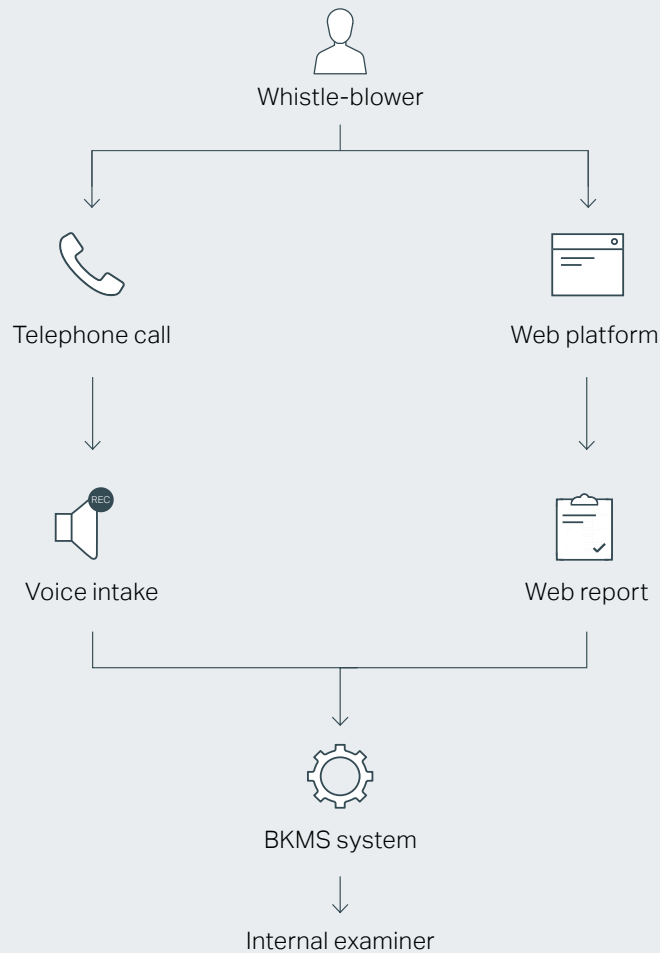 Whistle-blower
Telephone call
Web platform
REC
Voice intake
Web report
BKMS system
Internal examiner